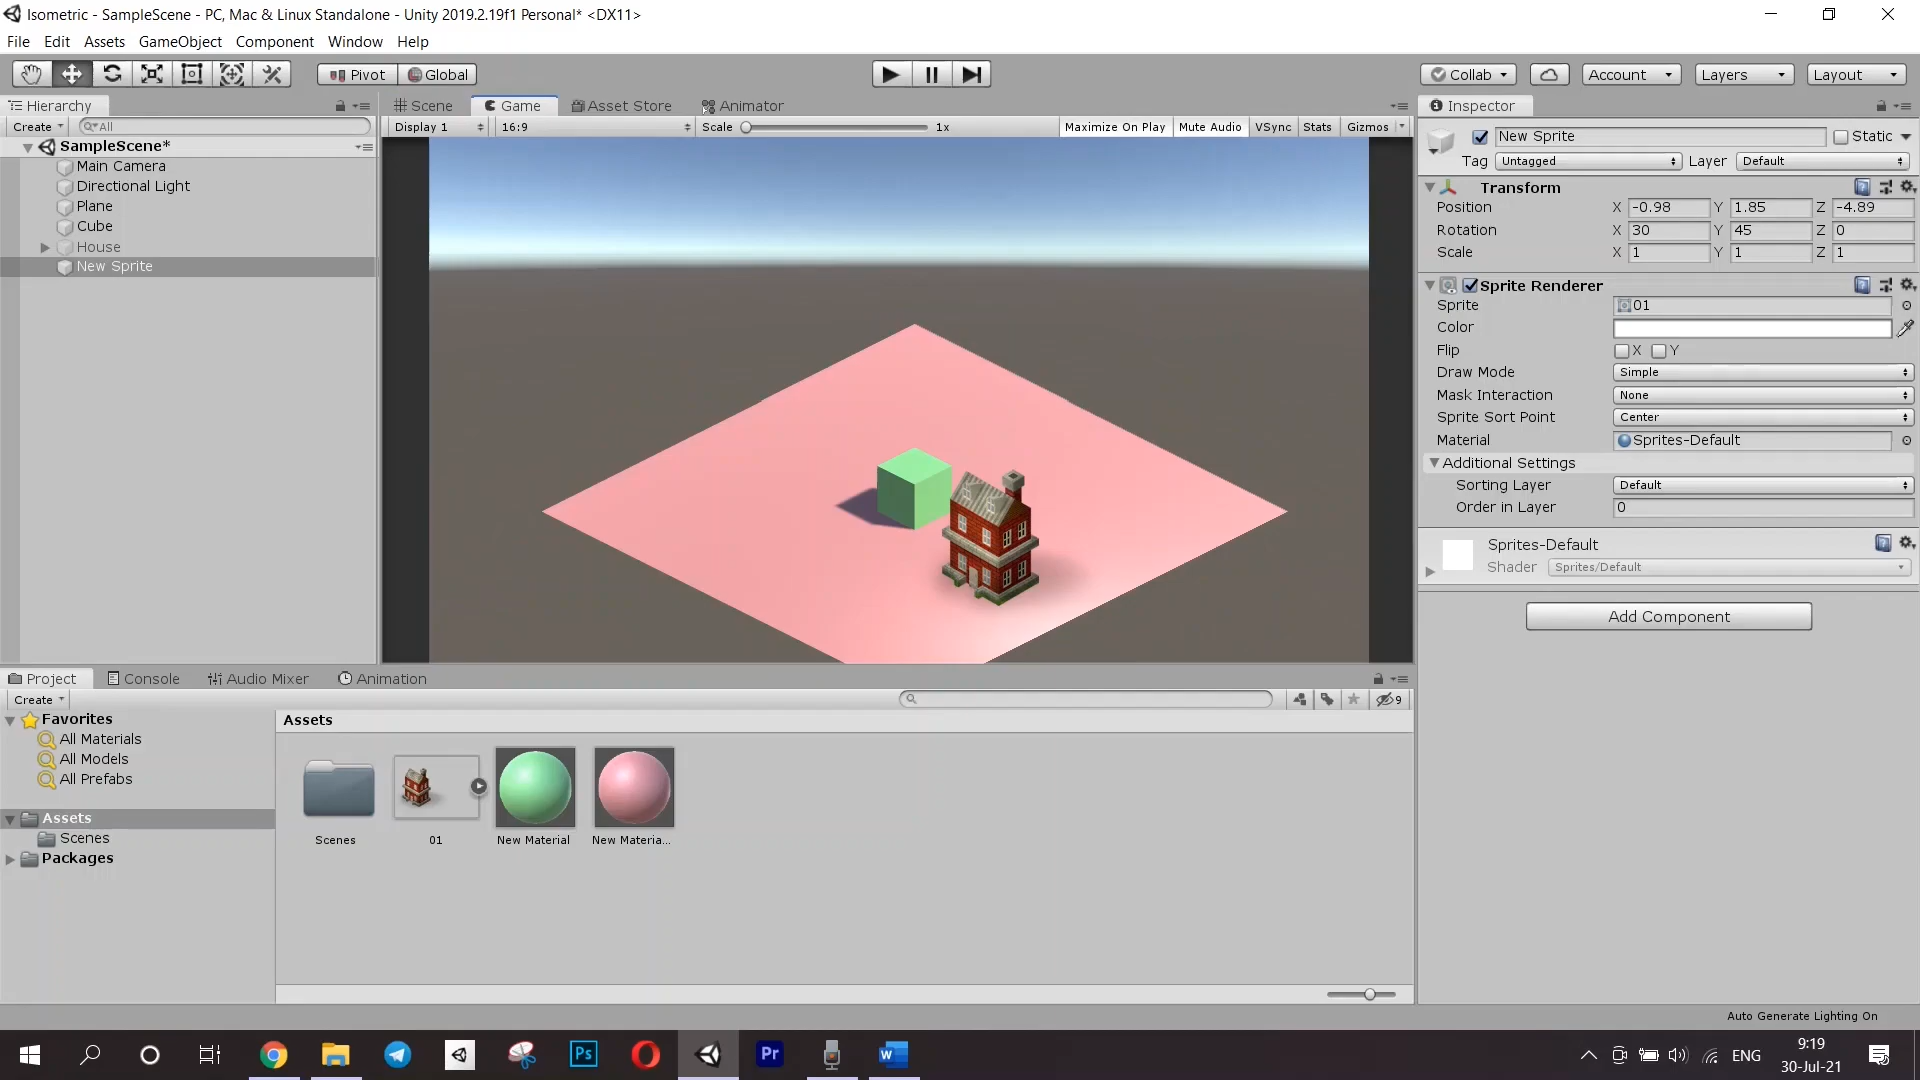 Isometric - SampleScene - PC, Mac & Linux Standalone - Unity 2019.2.19f1 Personal* <DX11>
File Edit Assets GameObject Component Window Help
Pivot Global Collab Account Layers Layout
Hierarchy
Create All
SampleScene*
Main Camera
Directional Light
Plane
Cube
House
New Sprite
Scene Game Asset Store Animator
Display 1 16:9 Scale 1x Maximize On Play Mute Audio VSync Stats Gizmos
Inspector
New Sprite Static
Tag Untagged Layer Default
Transform
Position X -0.98 Y 1.85 Z -4.89
Rotation X 30 Y 45 Z 0
Scale X 1 Y 1 Z 1
Sprite Renderer
Sprite 01
Color
Flip X Y
Draw Mode Simple
Mask Interaction None
Sprite Sort Point Center
Material Sprites-Default
Additional Settings
Sorting Layer Default
Order in Layer 0
Sprites-Default
Shader Sprites/Default
Add Component
Project Console Audio Mixer Animation
Create 9
Favorites
All Materials
All Models
All Prefabs
Assets
Scenes
Packages
Assets
Scenes 01 New Material New Materia...
Auto Generate Lighting On
Ps Pr W ENG
9:19
30-Jul-21